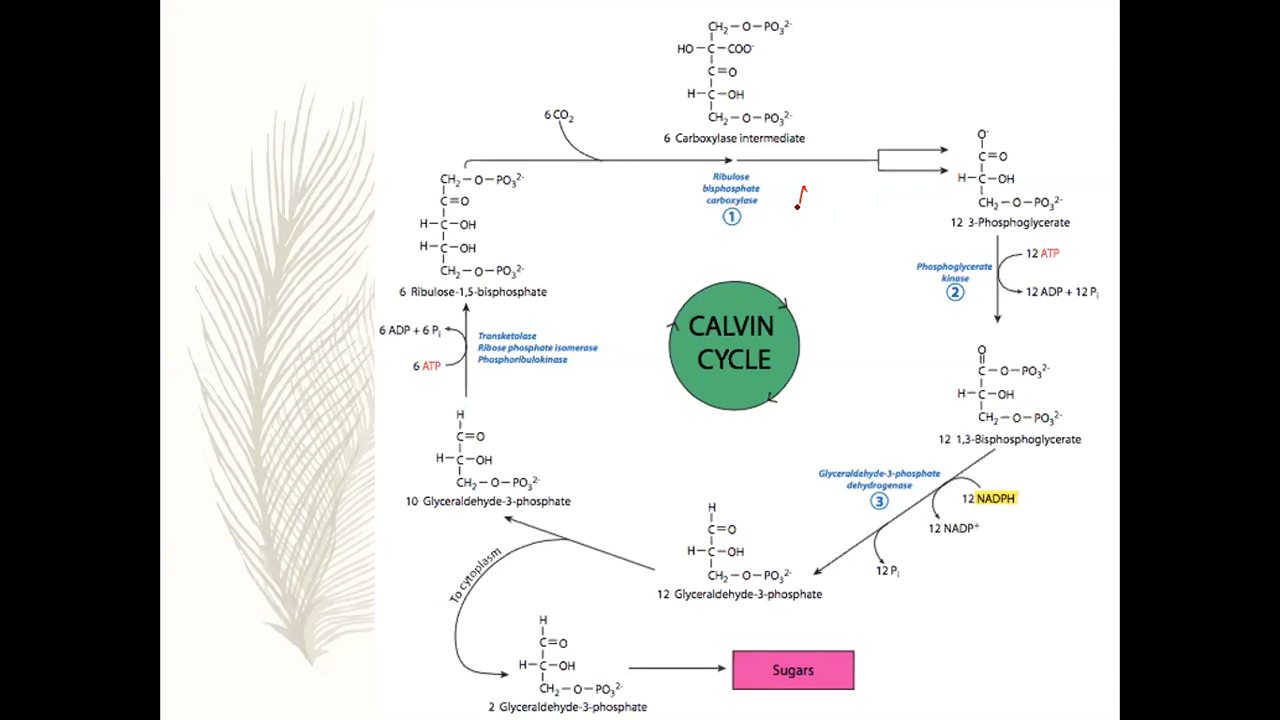 CH2–O–PO3 2-
HO–C–COO-
C=O
H–C–OH
CH2–O–PO3 2-
6 Carboxylase intermediate
6 CO2
Ribulose
bisphosphate
carboxylase
1
O-
C=O
H–C–OH
CH2–O–PO3 2-
12 3-Phosphoglycerate
CH2–O–PO3 2-
C=O
H–C–OH
H–C–OH
CH2–O–PO3 2-
6 Ribulose-1,5-bisphosphate
Phosphoglycerate
kinase
2
12 ATP
12 ADP + 12 Pi
CALVIN
CYCLE
6 ADP + 6 Pi
6 ATP
Transketolase
Ribose phosphate isomerase
Phosphoribulokinase
O
C–O–PO3 2-
H–C–OH
CH2–O–PO3 2-
12 1,3-Bisphosphoglycerate
H
C=O
H–C–OH
CH2–O–PO3 2-
10 Glyceraldehyde-3-phosphate
Glyceraldehyde-3-phosphate
dehydrogenase
3
12 NADPH
12 NADP+
12 Pi
H
C=O
H–C–OH
CH2–O–PO3 2-
12 Glyceraldehyde-3-phosphate
To cytoplasm
H
C=O
H–C–OH
CH2–O–PO3 2-
2 Glyceraldehyde-3-phosphate
Sugars